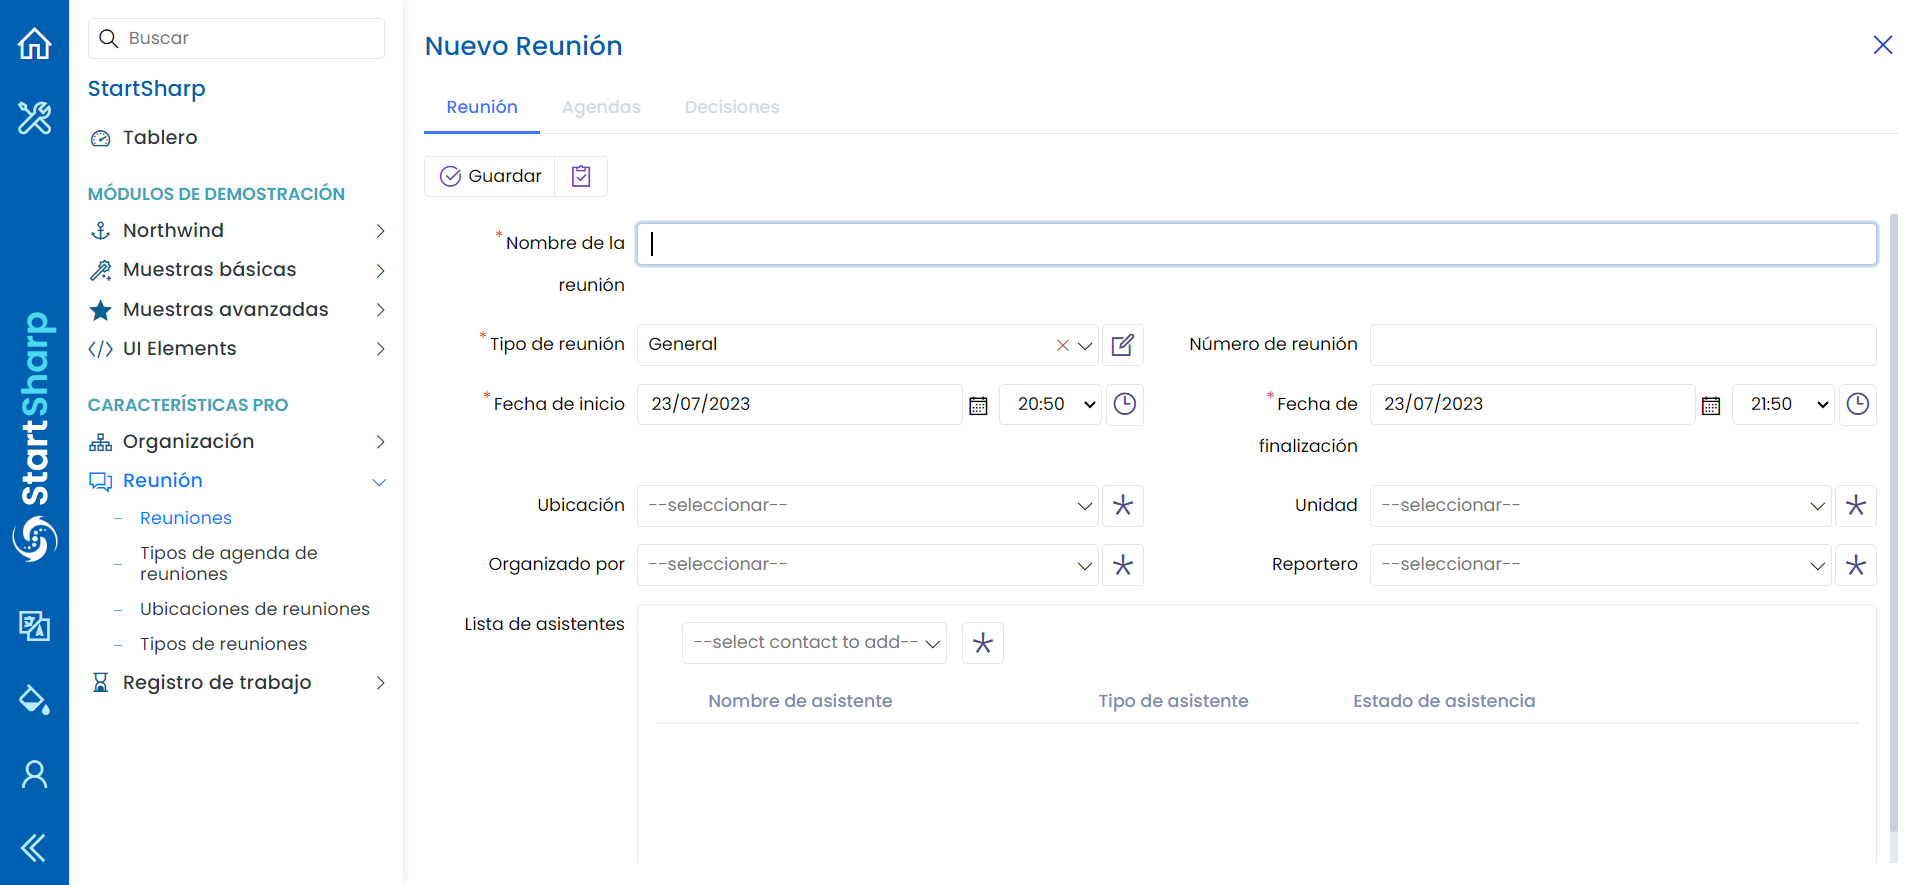 StartSharp
Buscar
StartSharp
Tablero
MÓDULOS DE DEMOSTRACIÓN
Northwind
Muestras básicas
Muestras avanzadas
UI Elements
CARACTERÍSTICAS PRO
Organización
Reunión
Reuniones
Tipos de agenda de
reuniones
Ubicaciones de reuniones
Tipos de reuniones
Registro de trabajo
Nuevo Reunión
Reunión Agendas Decisiones
Guardar
*Nombre de la
reunión
*Tipo de reunión General Número de reunión
*Fecha de inicio 23/07/2023 20:50 *Fecha de 23/07/2023 21:50
finalización
Ubicación --seleccionar-- Unidad --seleccionar--
Organizado por --seleccionar-- Reportero --seleccionar--
Lista de asistentes
--select contact to add--
Nombre de asistente Tipo de asistente Estado de asistencia